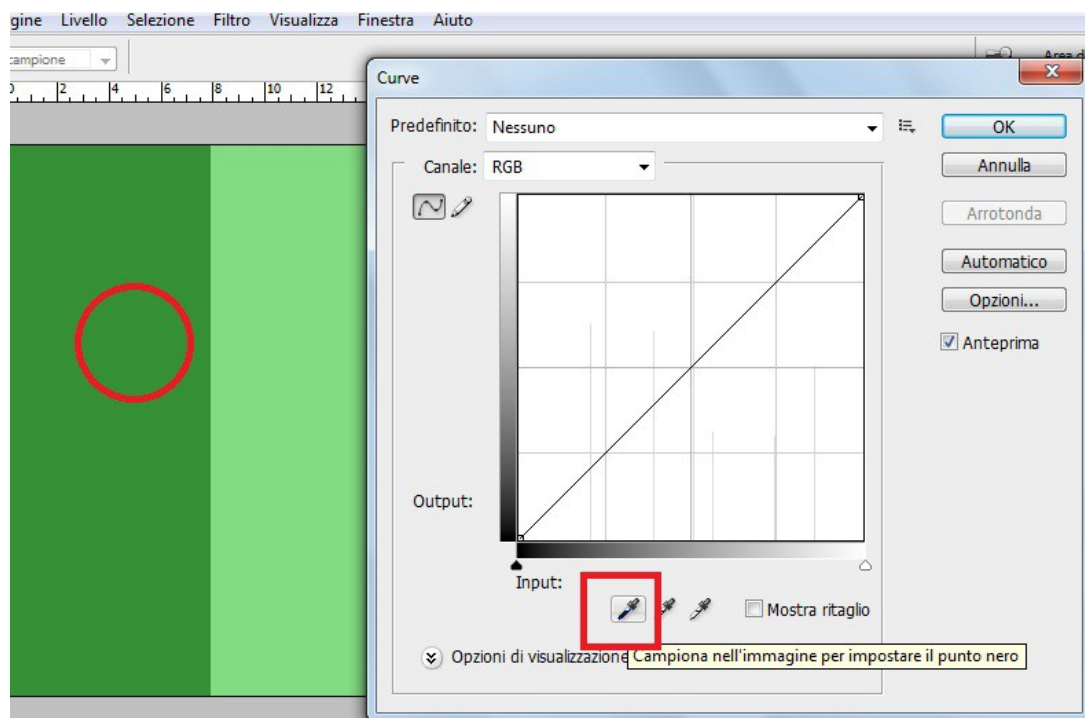 gine Livello Selezione Filtro Visualizza Finestra Aiuto
campione
Area d
2 4 6 8 10 12
Curve
Predefinito: Nessuno
OK
Canale: RGB
Annulla
Arrotonda
Automatico
Opzioni...
Anteprima
Output:
Input:
Mostra ritaglio
Opzioni di visualizzazione
Campiona nell'immagine per impostare il punto nero